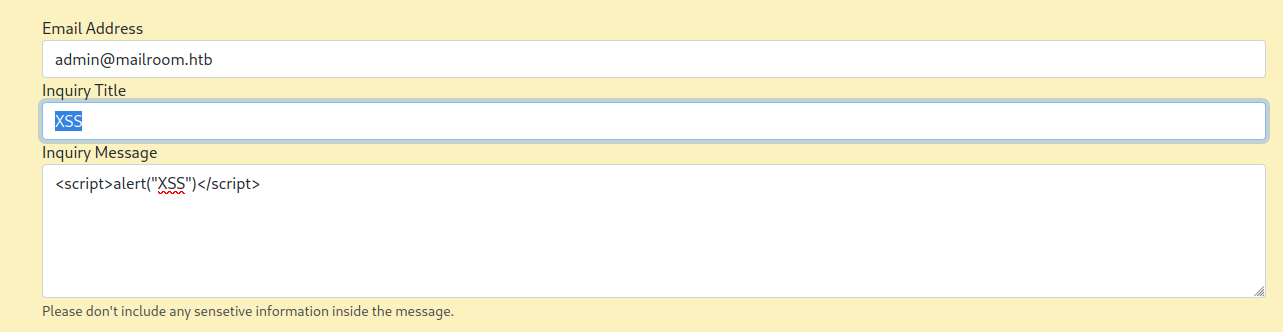 Email Address
admin@mailroom.htb
Inquiry Title
XSS
Inquiry Message
<script>alert("XSS")</script>
Please don't include any sensetive information inside the message.